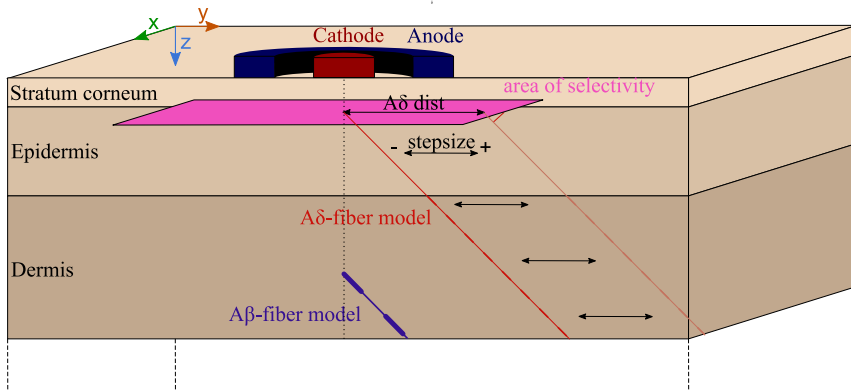 x
y
z
Cathode
Anode
Stratum corneum
Aδ dist
area of selectivity
Epidermis
- stepsize +
Aδ-fiber model
Dermis
Aβ-fiber model